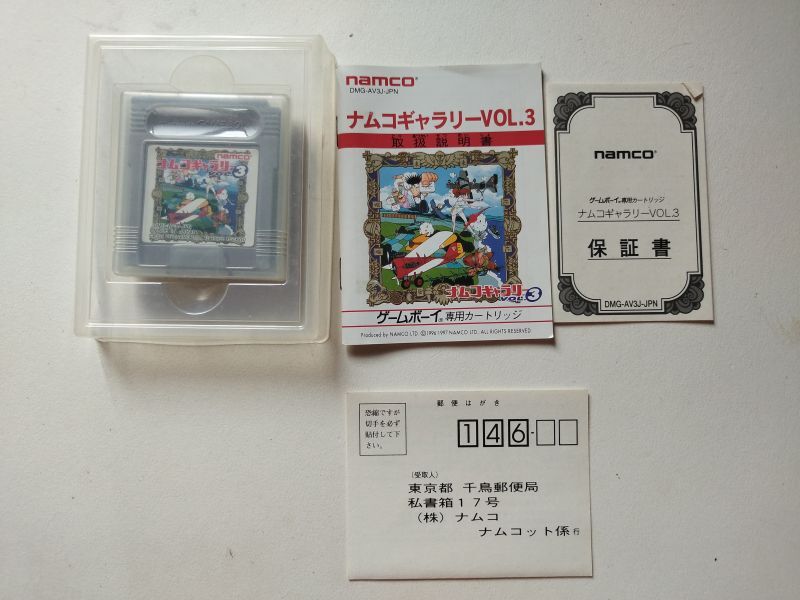 namco
ナムコギャラリー
VOL.3
namco
DMG-AV3J-JPN
ナムコギャラリーVOL.3
取扱説明書
ナムコギャラリー
VOL.3
ゲームボーイ®専用カートリッジ
Produced by NAMCO LTD. ©1996 1997 NAMCO LTD., ALL RIGHTS RESERVED
namco
ゲームボーイ®専用カートリッジ
ナムコギャラリーVOL.3
保証書
DMG-AV3J-JPN
郵便はがき
恐縮ですが
切手を必ず
貼付して下
さい。
146-
(受取人)
東京都 千鳥郵便局
私書箱17号
(株)ナムコ
ナムコット係行